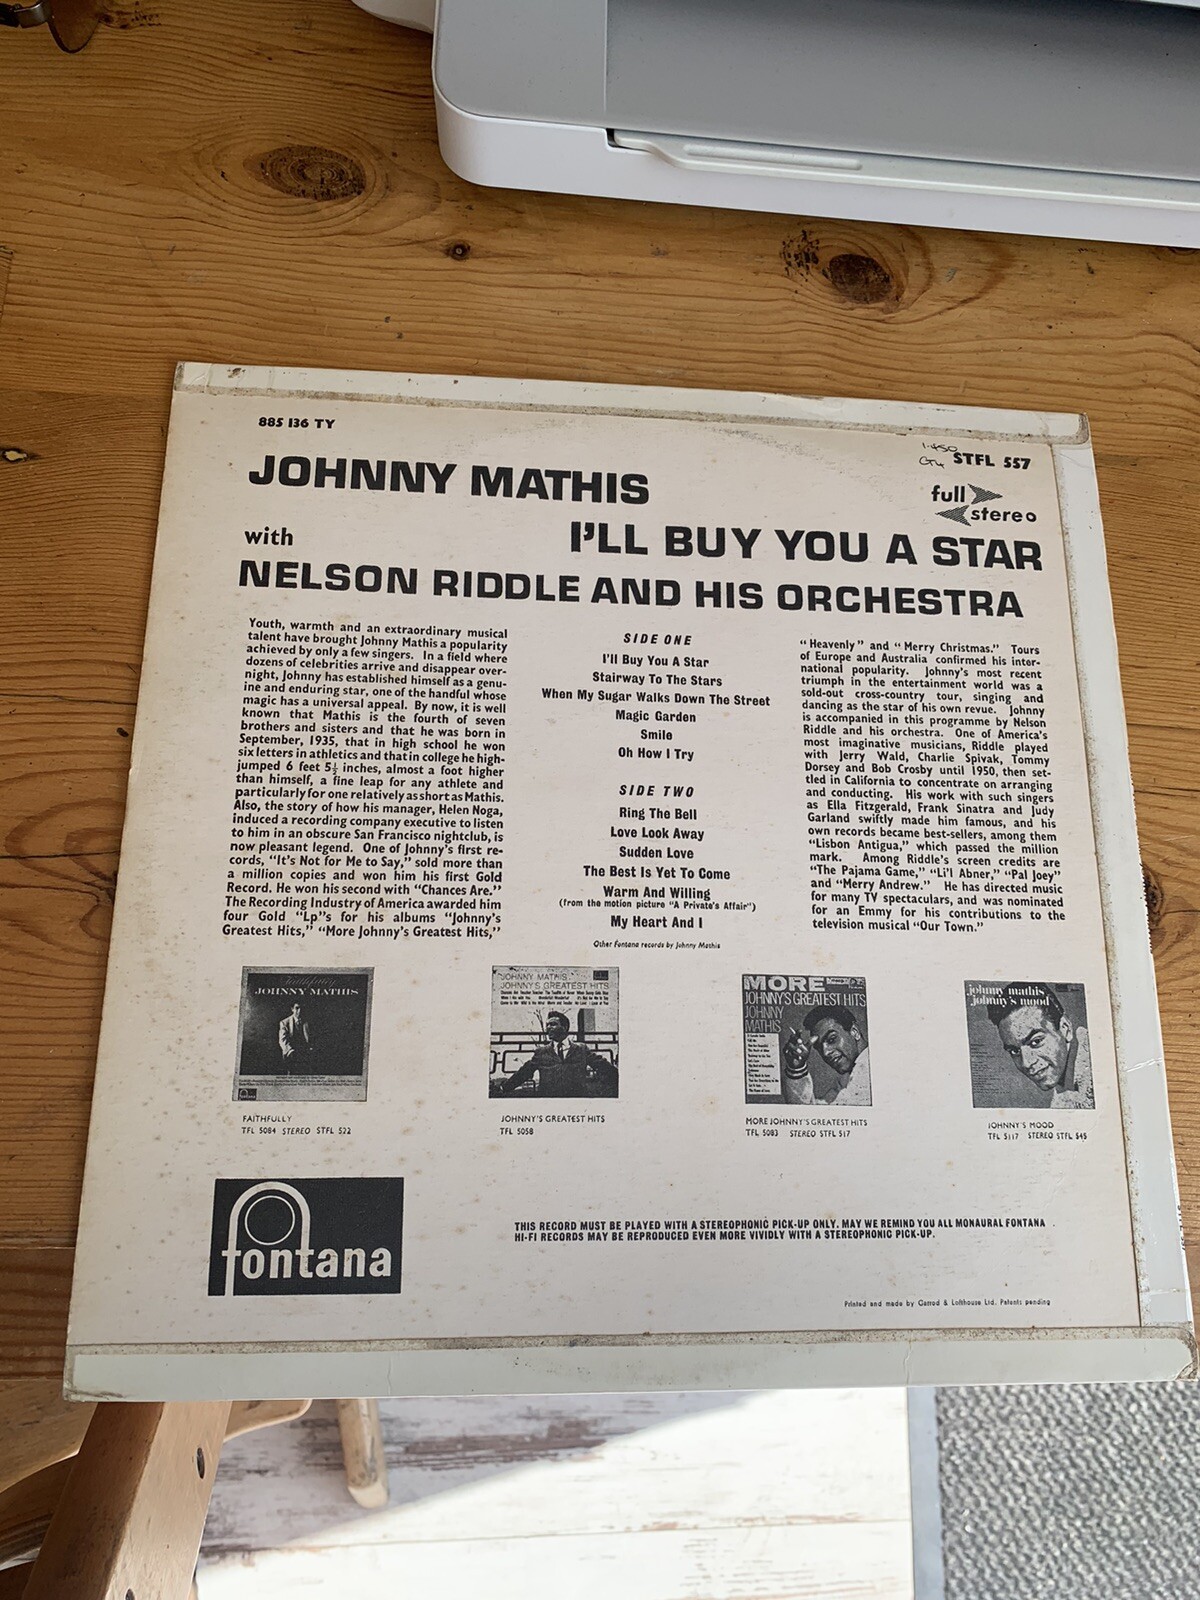 885 136 TY
1.450
STFL 557
full
stereo
JOHNNY MATHIS
with
I'LL BUY YOU A STAR
NELSON RIDDLE AND HIS ORCHESTRA
Youth, warmth and an extraordinary musical
talent have brought Johnny Mathis a popularity
achieved by only a few singers. In a field where
dozens of celebrities arrive and disappear over-
night, Johnny has established himself as a genu-
ine and enduring star, one of the handful whose
magic has a universal appeal. By now, it is well
known that Mathis is the fourth of seven
brothers and sisters and that he was born in
September, 1935, that in high school he won
six letters in athletics and that in college he high-
jumped 6 feet 5½ inches, almost a foot higher
than himself, a fine leap for any athlete and
particularly for one relatively as short as Mathis.
Also, the story of how his manager, Helen Noga,
induced a recording company executive to listen
to him in an obscure San Francisco nightclub, is
now pleasant legend. One of Johnny's first re-
cords, "It's Not for Me to Say," sold more than
a million copies and won him his first Gold
Record. He won his second with "Chances Are."
The Recording Industry of America awarded him
four Gold "Lp"s for his albums "Johnny's
Greatest Hits," "More Johnny's Greatest Hits,"
SIDE ONE
I'll Buy You A Star
Stairway To The Stars
When My Sugar Walks Down The Street
Magic Garden
Smile
Oh How I Try
SIDE TWO
Ring The Bell
Love Look Away
Sudden Love
The Best Is Yet To Come
Warm And Willing
(from the motion picture "A Private's Affair")
My Heart And I
Other Fontana records by Johnny Mathis
"Heavenly" and "Merry Christmas." Tours
of Europe and Australia confirmed his inter-
national popularity. Johnny's most recent
triumph in the entertainment world was a
sold-out cross-country tour, singing and
dancing as the star of his own revue. Johnny
is accompanied in this programme by Nelson
Riddle and his orchestra. One of America's
most imaginative musicians, Riddle played
with Jerry Wald, Charlie Spivak, Tommy
Dorsey and Bob Crosby until 1950, then set-
tled in California to concentrate on arranging
and conducting. His work with such singers
as Ella Fitzgerald, Frank Sinatra and Judy
Garland swiftly made him famous, and his
own records became best-sellers, among them
"Lisbon Antigua," which passed the million
mark. Among Riddle's screen credits are
"The Pajama Game," "Li'l Abner," "Pal Joey"
and "Merry Andrew." He has directed music
for many TV spectaculars, and was nominated
for an Emmy for his contributions to the
television musical "Our Town."
JOHNNY MATHIS
JOHNNY MATHIS
JOHNNY'S GREATEST HITS
MORE
JOHNNY'S GREATEST HITS
JOHNNY
MATHIS
johnny mathis
johnny's mood
FAITHFULLY
TFL 5084 STEREO STFL 522
JOHNNY'S GREATEST HITS
TFL 5058
MORE JOHNNY'S GREATEST HITS
TFL 5083 STEREO STFL 517
JOHNNY'S MOOD
TFL 5117 STEREO STFL 545
fontana
THIS RECORD MUST BE PLAYED WITH A STEREOPHONIC PICK-UP ONLY. MAY WE REMIND YOU ALL MONAURAL FONTANA
HI-FI RECORDS MAY BE REPRODUCED EVEN MORE VIVIDLY WITH A STEREOPHONIC PICK-UP.
Printed and made by Garrod & Lofthouse Ltd. Patents pending